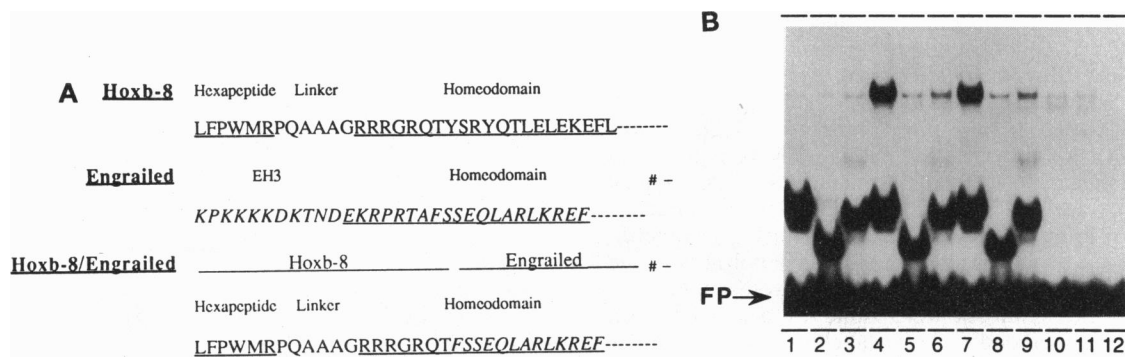 A
Hoxb-8
Hexapeptide Linker Homeodomain
LFPWMRPQAAAGRRRGRQTYSRYQTLELEKEFL--------
Engrailed
EH3 Homeodomain # –
KPKKKKDKTNDEKRPRTAFSSEQLARLKREF--------
Hoxb-8/Engrailed
Hoxb-8 Engrailed # –
Hexapeptide Linker Homeodomain
LFPWMRPQAAAGRRRGRQTFSSEQLARLKREF--------
B
FP→
1 2 3 4 5 6 7 8 9 10 11 12